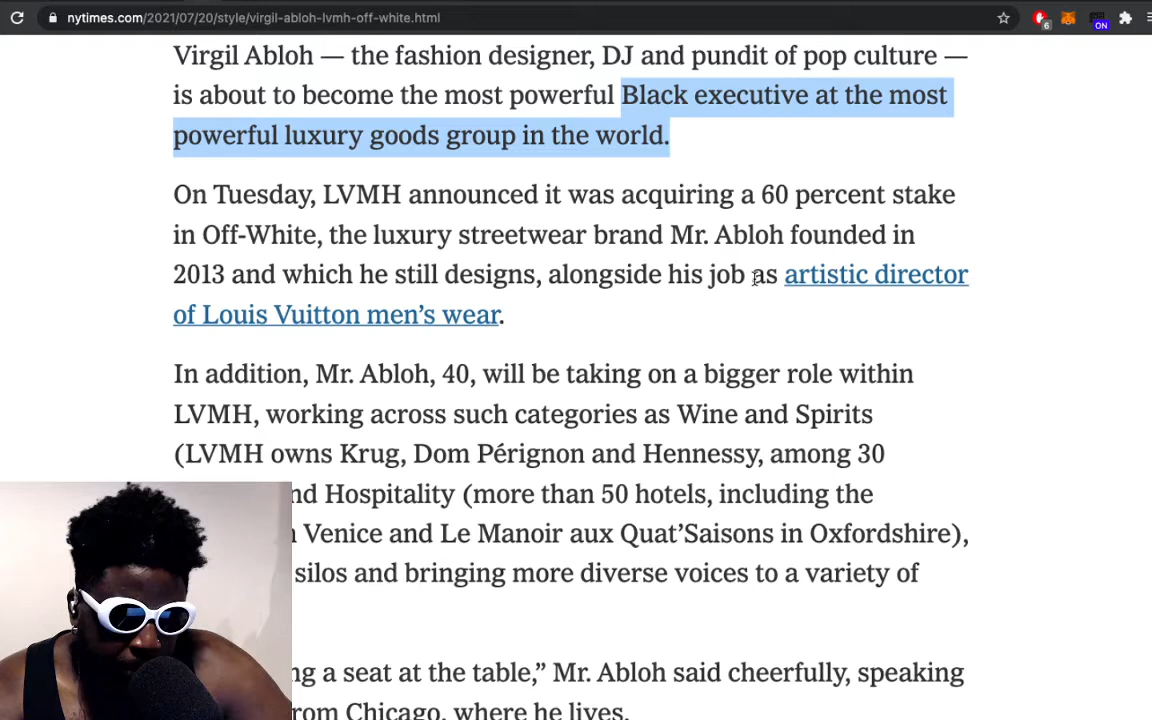 nytimes.com/2021/07/20/style/virgil-abloh-lvmh-off-white.html
6
ON
Virgil Abloh — the fashion designer, DJ and pundit of pop culture —
is about to become the most powerful Black executive at the most
powerful luxury goods group in the world.
On Tuesday, LVMH announced it was acquiring a 60 percent stake
in Off-White, the luxury streetwear brand Mr. Abloh founded in
2013 and which he still designs, alongside his job as artistic director
of Louis Vuitton men’s wear.
In addition, Mr. Abloh, 40, will be taking on a bigger role within
LVMH, working across such categories as Wine and Spirits
(LVMH owns Krug, Dom Pérignon and Hennessy, among 30
nd Hospitality (more than 50 hotels, including the
Venice and Le Manoir aux Quat’Saisons in Oxfordshire),
silos and bringing more diverse voices to a variety of
ng a seat at the table,” Mr. Abloh said cheerfully, speaking
rom Chicago, where he lives.